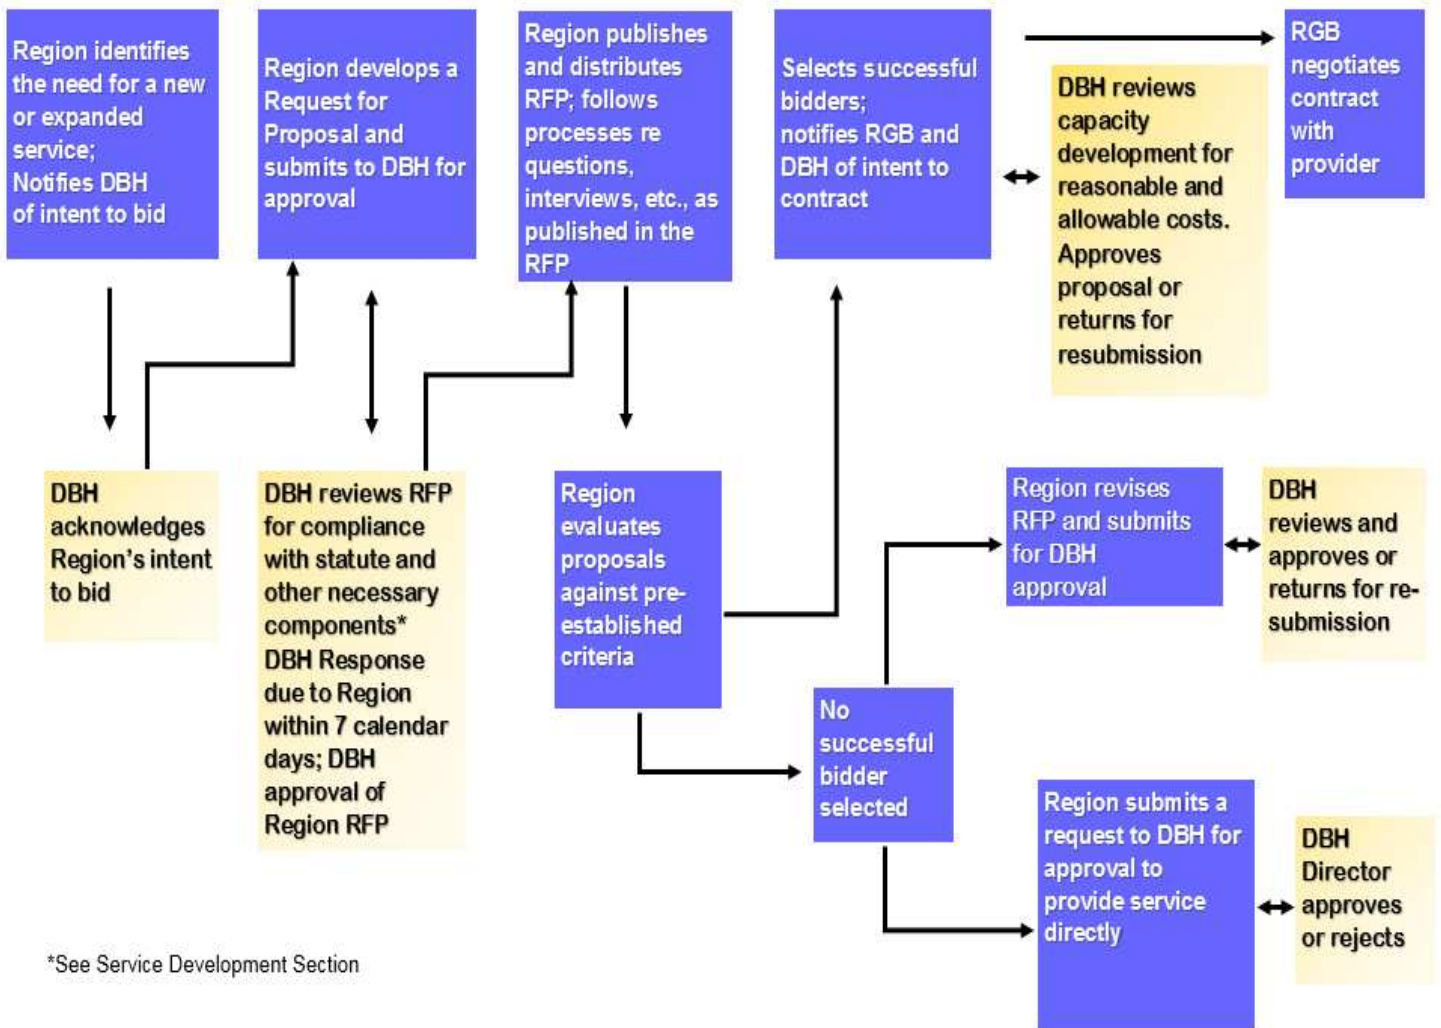 Region identifies
the need for a new
or expanded
service;
Notifies DBH
of intent to bid
Region develops a
Request for
Proposal and
submits to DBH for
approval
Region publishes
and distributes
RFP; follows
processes re
questions,
interviews, etc., as
published in the
RFP
Selects successful
bidders;
notifies RGB and
DBH of intent to
contract
DBH reviews
capacity
development for
reasonable and
allowable costs.
Approves
proposal or
returns for
resubmission
RGB
negotiates
contract
with
provider
DBH
acknowledges
Region's intent
to bid
DBH reviews RFP
for compliance
with statute and
other necessary
components*
DBH Response
due to Region
within 7 calendar
days; DBH
approval of
Region RFP
Region
evaluates
proposals
against pre-
established
criteria
No
successful
bidder
selected
Region revises
RFP and submits
for DBH
approval
DBH
reviews and
approves or
returns for re-
submission
Region submits a
request to DBH for
approval to
provide service
directly
DBH
Director
approves
or rejects
*See Service Development Section